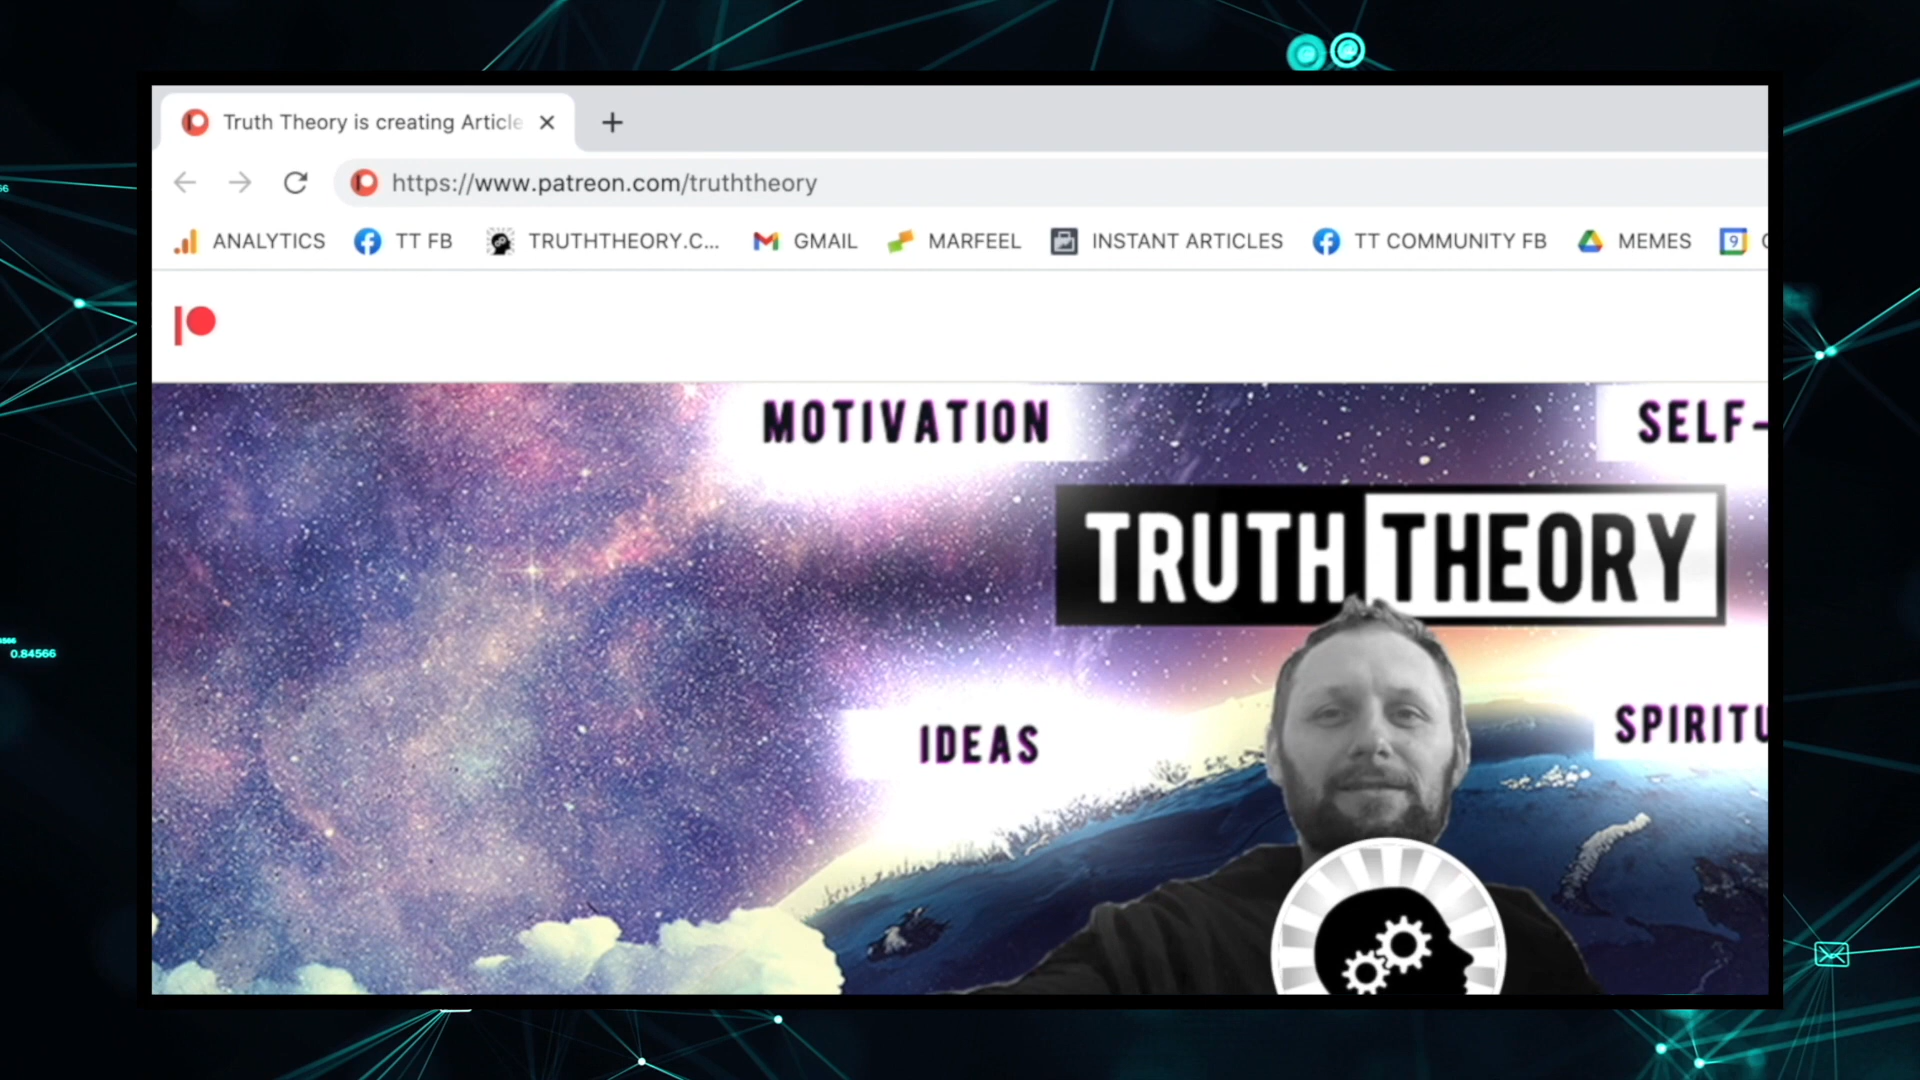 Truth Theory is creating Article
https://www.patreon.com/truththeory
ANALYTICS TT FB TRUTHTHEORY.C... GMAIL MARFEEL INSTANT ARTICLES TT COMMUNITY FB MEMES
9
MOTIVATION SELF-
TRUTH THEORY
IDEAS SPIRITU
0.84566